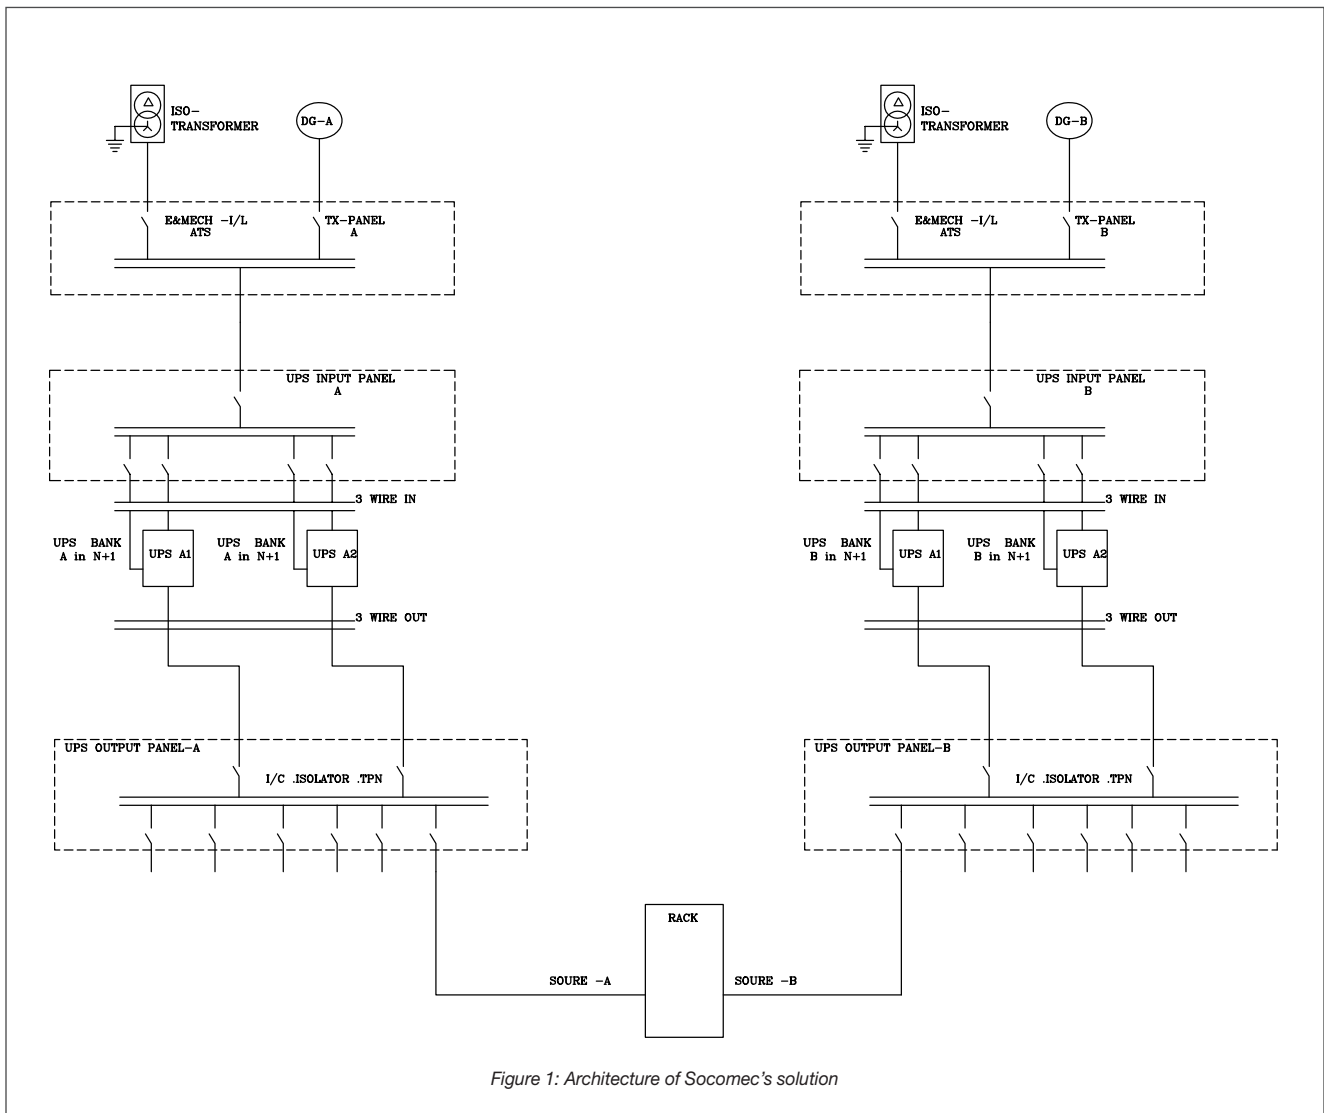 ISO-
TRANSFORMER
DG-A
ISO-
TRANSFORMER
DG-B
E&MECH -I/L
ATS
TX-PANEL
A
E&MECH -I/L
ATS
TX-PANEL
B
UPS INPUT PANEL
A
UPS INPUT PANEL
B
3 WIRE IN
3 WIRE IN
UPS BANK
A in N+1
UPS A1
UPS BANK
A in N+1
UPS A2
UPS BANK
B in N+1
UPS A1
UPS BANK
B in N+1
UPS A2
3 WIRE OUT
3 WIRE OUT
UPS OUTPUT PANEL-A
I/C .ISOLATOR .TPN
UPS OUTPUT PANEL-B
I/C .ISOLATOR .TPN
RACK
SOURE -A
SOURE -B
Figure 1: Architecture of Socomec's solution